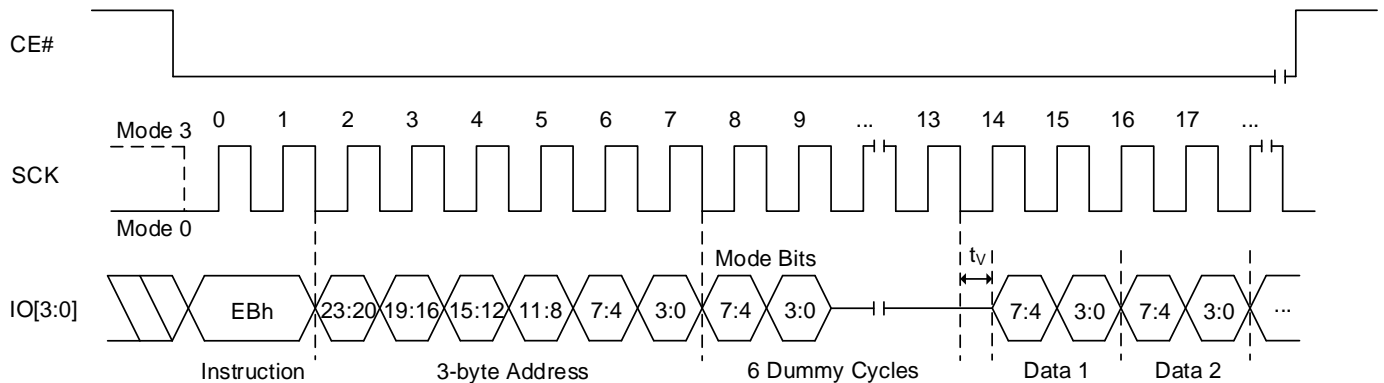 CE#
0 1 2 3 4 5 6 7 8 9 ... 13 14 15 16 17 ...
Mode 3
SCK
Mode 0
Mode Bits tV
IO[3:0] EBh 23:20 19:16 15:12 11:8 7:4 3:0 7:4 3:0 7:4 3:0 7:4 3:0 ...
Instruction 3-byte Address 6 Dummy Cycles Data 1 Data 2